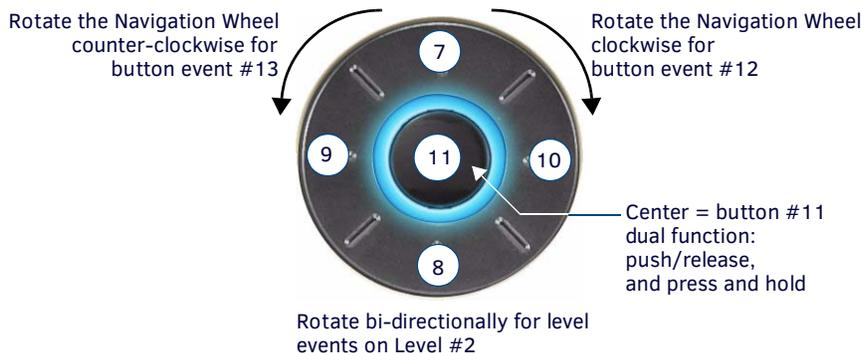 Rotate the Navigation Wheel
counter-clockwise for
button event #13
Rotate the Navigation Wheel
clockwise for
button event #12
7
9
11
10
8
Center = button #11
dual function:
push/release,
and press and hold
Rotate bi-directionally for level
events on Level #2